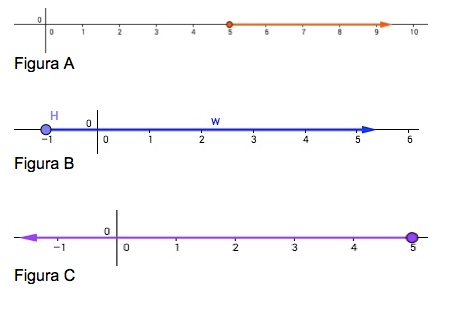 0
0 1 2 3 4 5 6 7 8 9 10
Figura A
H
0 w
-1 0 1 2 3 4 5 6
Figura B
0
-1 0 1 2 3 4 5
Figura C